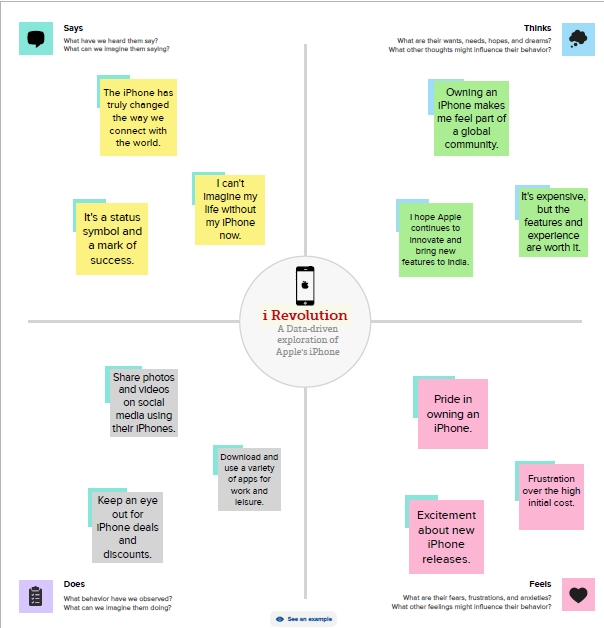 Says
What have we heard them say?
What can we imagine them saying?
Thinks
What are their wants, needs, hopes, and dreams?
What other thoughts might influence their behavior?
The iPhone has
truly changed
the way we
connect with
the world.
I can't
imagine my
life without
my iPhone
now.
It's a status
symbol and
a mark of
success.
Owning an
iPhone makes
me feel part of
a global
community.
I hope Apple
continues to
innovate and
bring new
features to India.
It's expensive,
but the
features and
experience
are worth it.
i Revolution
A Data-driven
exploration of
Apple's iPhone
Share photos
and videos
on social
media using
their iPhones.
Download and
use a variety
of apps for
work and
leisure.
Keep an eye
out for
iPhone deals
and
discounts.
Pride in
owning an
iPhone.
Frustration
over the high
initial cost.
Excitement
about new
iPhone
releases.
Does
What behavior have we observed?
What can we imagine them doing?
Feels
What are their fears, frustrations, and anxieties?
What other feelings might influence their behavior?
See an example